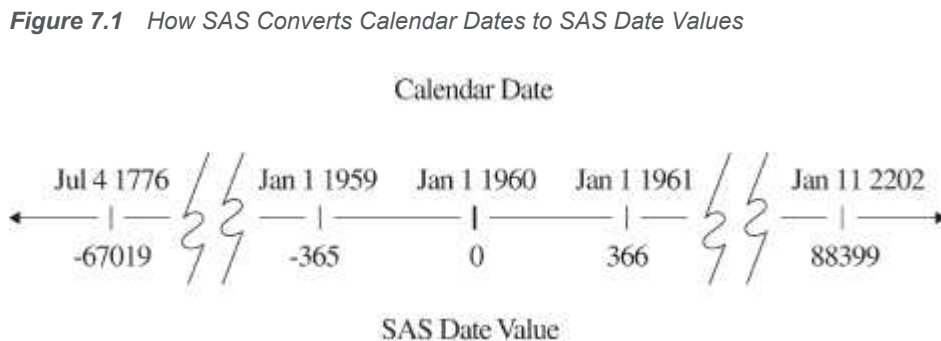 Figure 7.1 How SAS Converts Calendar Dates to SAS Date Values
Calendar Date
Jul 4 1776 Jan 1 1959 Jan 1 1960 Jan 1 1961 Jan 11 2202
-67019 -365 0 366 88399
SAS Date Value